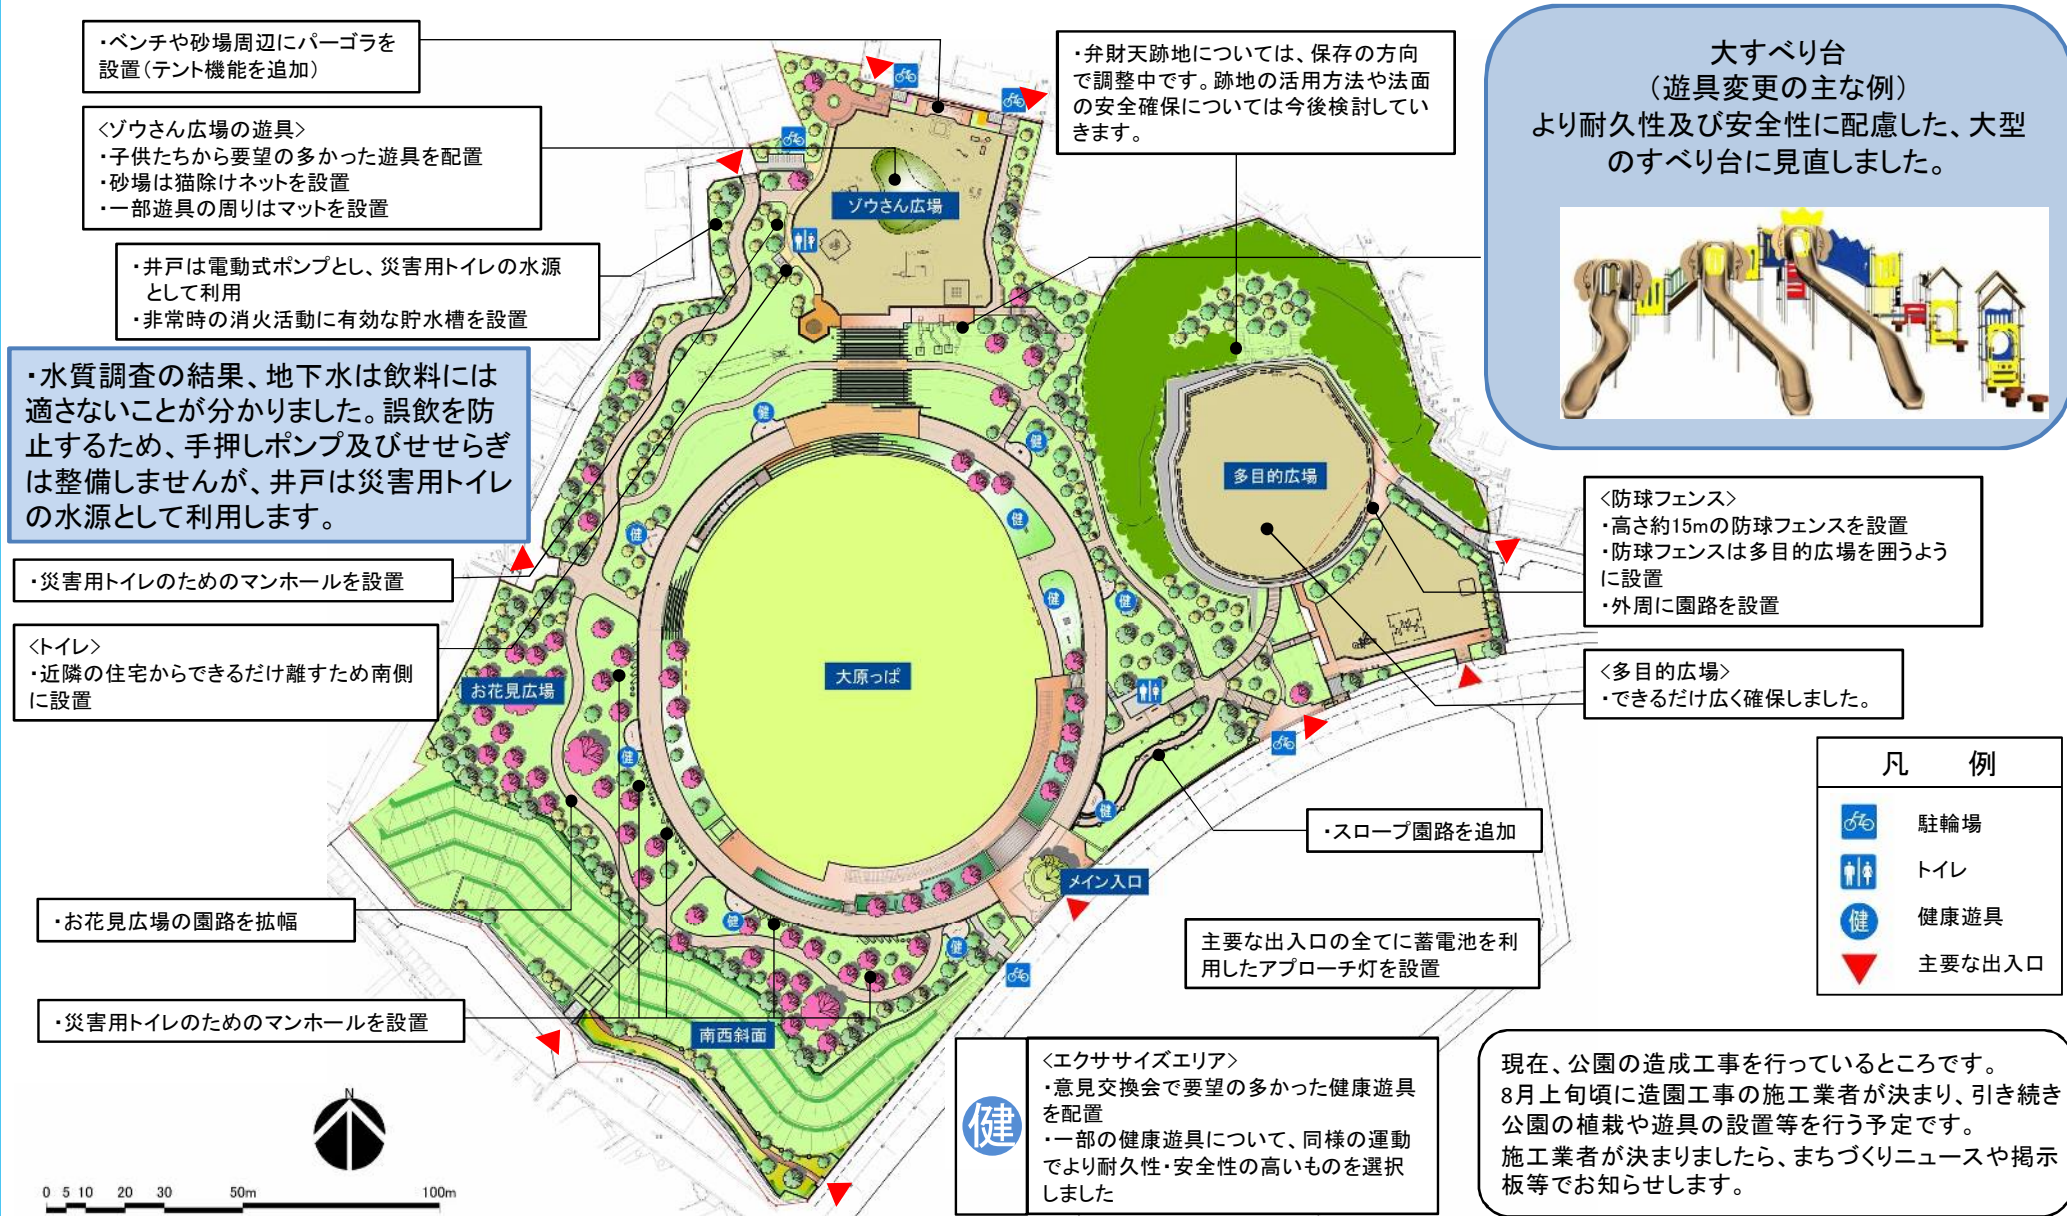 ・ベンチや砂場周辺にパーゴラを
設置(テント機能を追加)
<ゾウさん広場の遊具>
・子供たちから要望の多かった遊具を配置
・砂場は猫除けネットを設置
・一部遊具の周りはマットを設置
・井戸は電動式ポンプとし、災害用トイレの水源
として利用
・非常時の消火活動に有効な貯水槽を設置
・水質調査の結果、地下水は飲料には
適さないことが分かりました。誤飲を防
止するため、手押しポンプ及びせせらぎ
は整備しませんが、井戸は災害用トイレ
の水源として利用します。
・災害用トイレのためのマンホールを設置
<トイレ>
・近隣の住宅からできるだけ離すため南側
に設置
・お花見広場の園路を拡幅
・災害用トイレのためのマンホールを設置
・弁財天跡地については、保存の方向
で調整中です。跡地の活用方法や法面
の安全確保については今後検討してい
きます。
大すべり台
(遊具変更の主な例)
より耐久性及び安全性に配慮した、大型
のすべり台に見直しました。
ゾウさん広場
多目的広場
大原っぱ
お花見広場
メイン入口
南西斜面
健
健
健
健
健
健
健
健
健
健
<防球フェンス>
・高さ約15mの防球フェンスを設置
・防球フェンスは多目的広場を囲うよう
に設置
・外周に園路を設置
<多目的広場>
・できるだけ広く確保しました。
・スロープ園路を追加
主要な出入口の全てに蓄電池を利
用したアプローチ灯を設置
凡 例
駐輪場
トイレ
健 健康遊具
主要な出入口
健
<エクササイズエリア>
・意見交換会で要望の多かった健康遊具
を配置
・一部の健康遊具について、同様の運動
でより耐久性・安全性の高いものを選択
しました
現在、公園の造成工事を行っているところです。
8月上旬頃に造園工事の施工業者が決まり、引き続き
公園の植栽や遊具の設置等を行う予定です。
施工業者が決まりましたら、まちづくりニュースや掲示
板等でお知らせします。
N
0 5 10 20 30 50m 100m